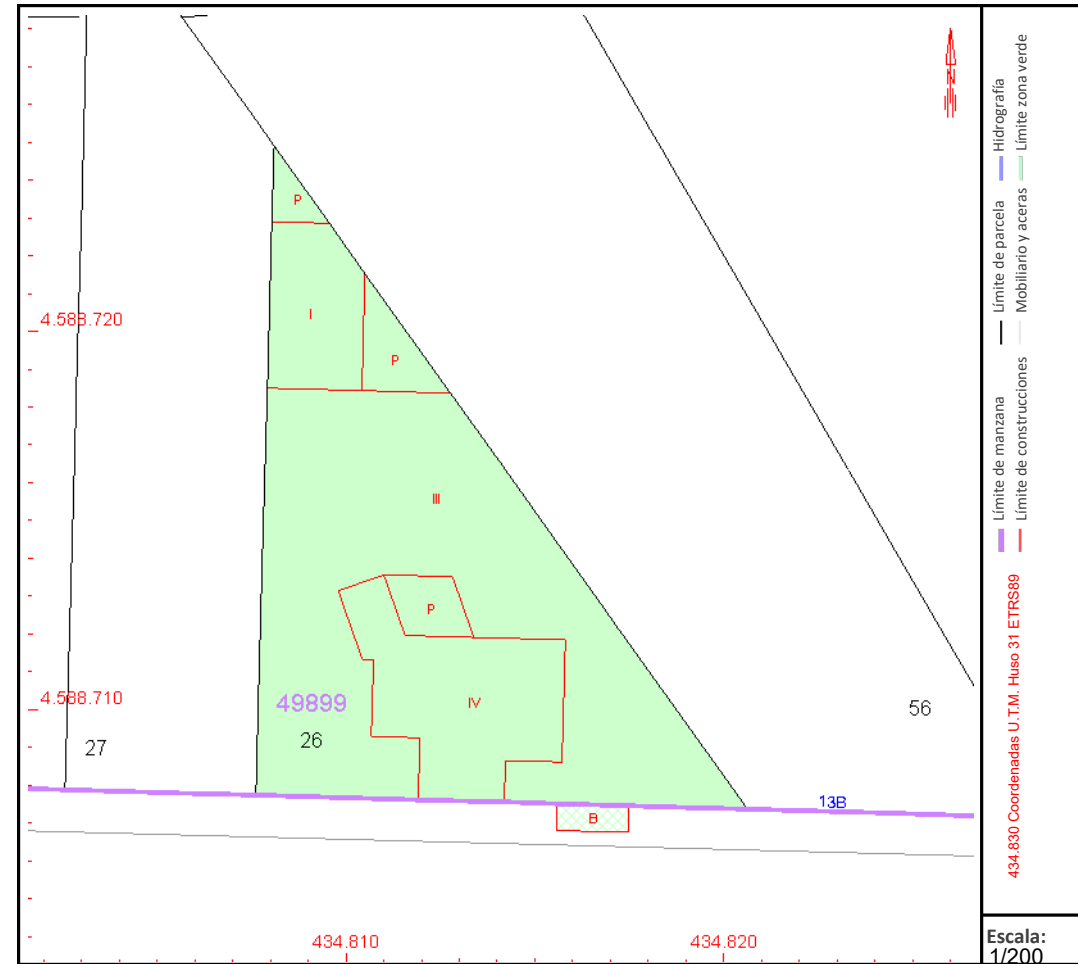 N
P
I
P
4.588.720
III
P
4.588.710
49899
IV
26
27
56
13B
B
434.810
434.820
Límite de manzana
Límite de parcela
Hidrografía
Límite de construcciones
Mobiliario y aceras
Límite zona verde
434.830 Coordenadas U.T.M. Huso 31 ETRS89
Escala:
1/200